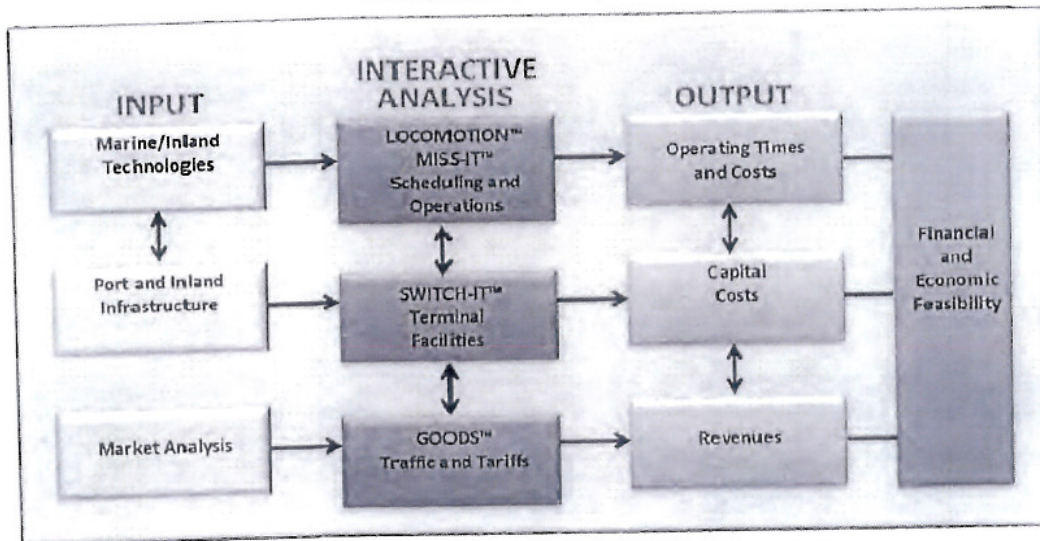 INPUT
INTERACTIVE
ANALYSIS
OUTPUT
Marine/Inland
Technologies
LOCOMOTION™
MISS-IT™
Scheduling and
Operations
Operating Times
and Costs
Port and Inland
Infrastructure
SWITCH-IT™
Terminal
Facilities
Capital
Costs
Market Analysis
GOODS™
Traffic and Tariffs
Revenues
Financial
and
Economic
Feasibility